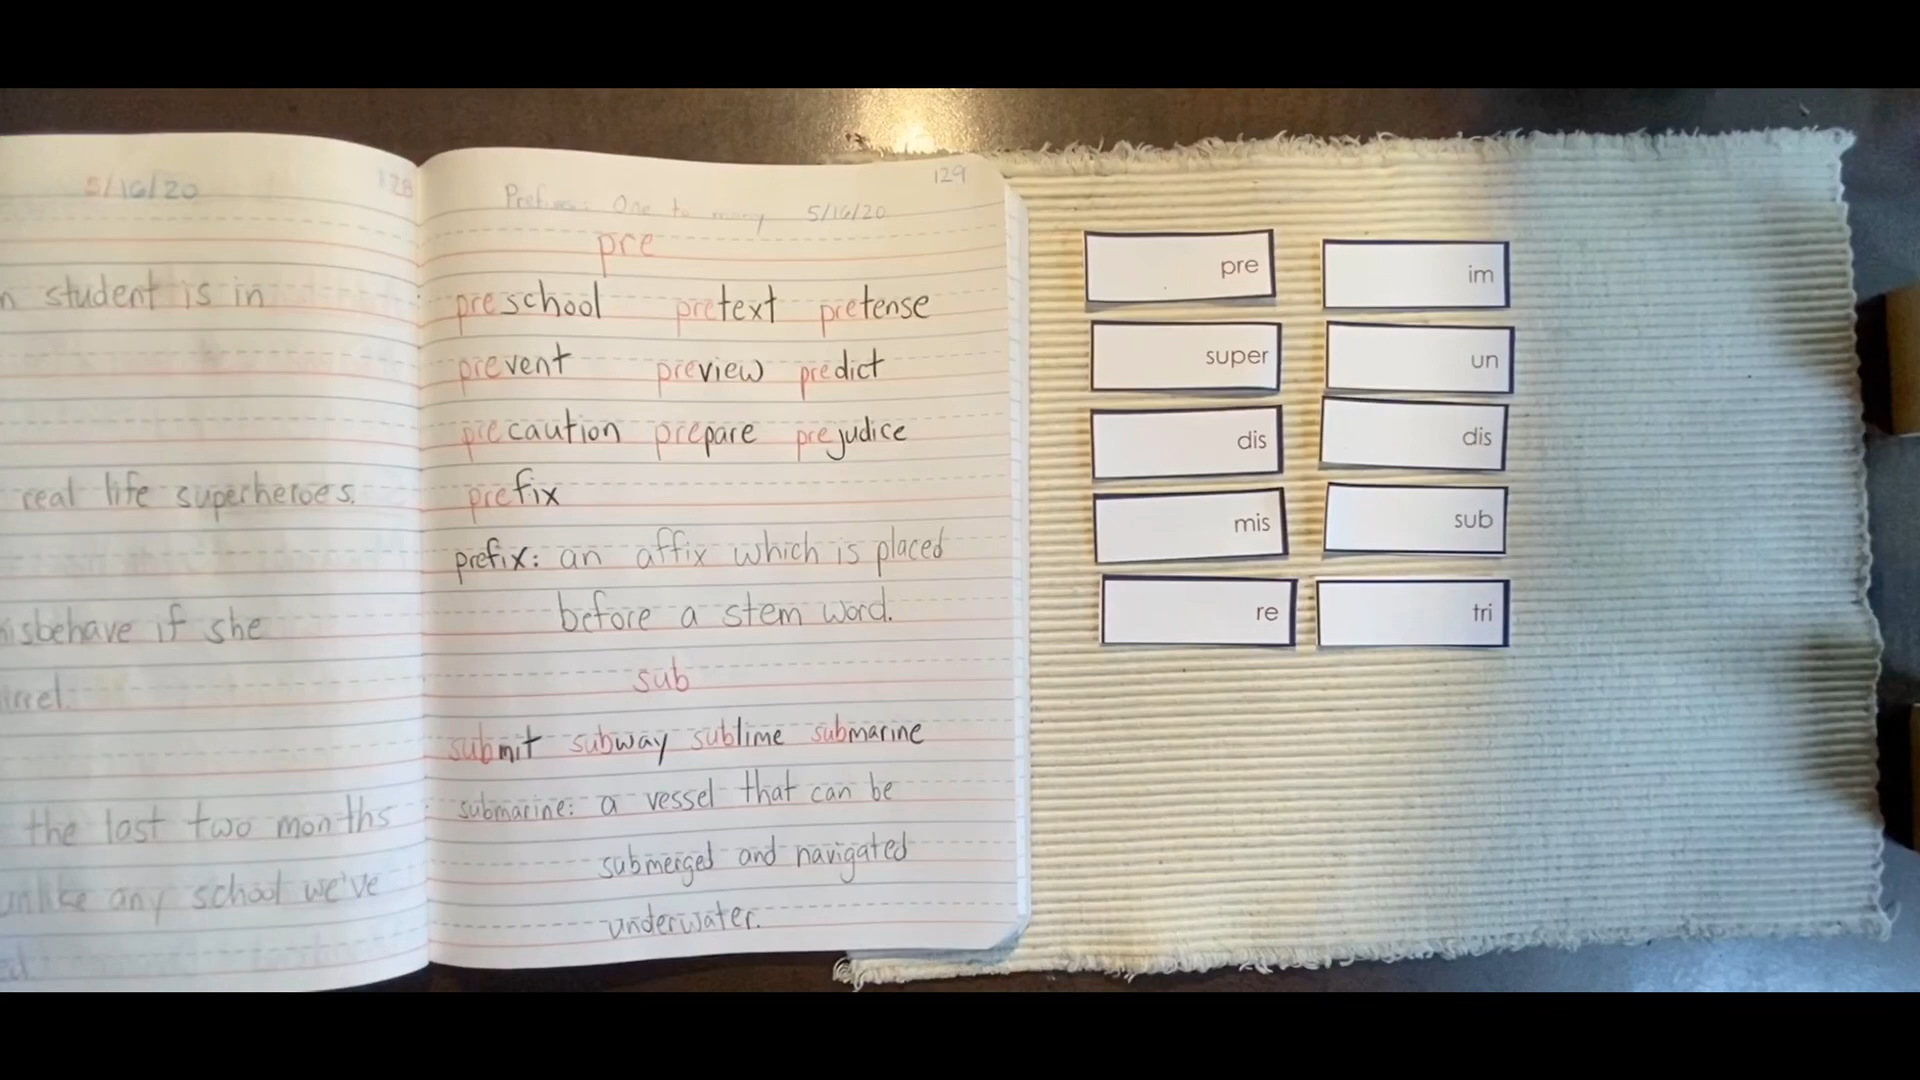 5/16/20 128
student is in
real life superheroes.
isbehave if she
the last two months
unlike any school we've
129
Prefixes: One to many 5/16/20
pre
preschool pretext pretense
prevent preview predict
precaution prepare prejudice
prefix
prefix: an affix which is placed
before a stem word.
sub
submit subway sublime submarine
submarine: a vessel that can be
submerged and navigated
underwater.
pre im
super un
dis dis
mis sub
re tri